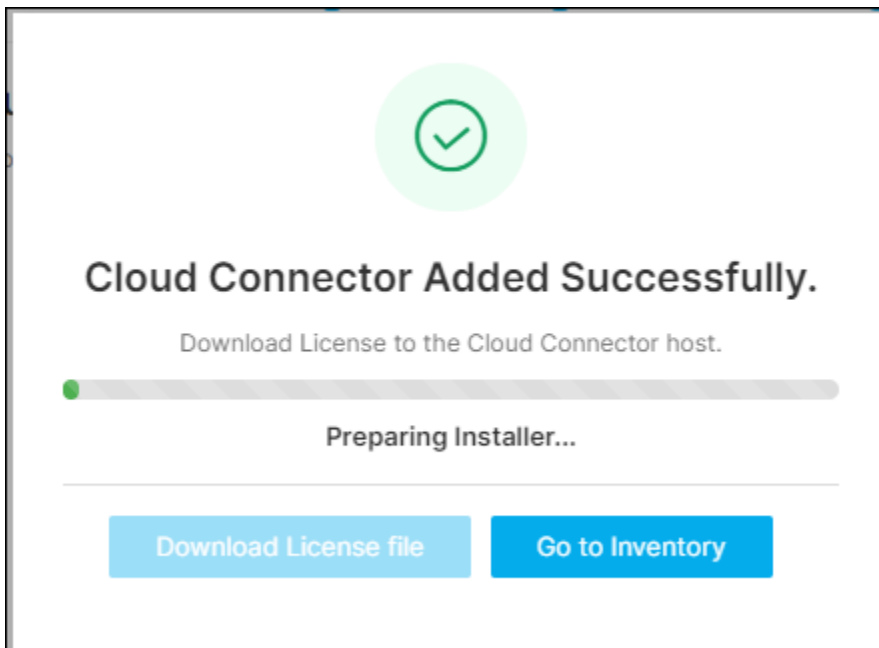 Cloud Connector Added Successfully.
Download License to the Cloud Connector host.
Preparing Installer...
Download License file
Go to Inventory